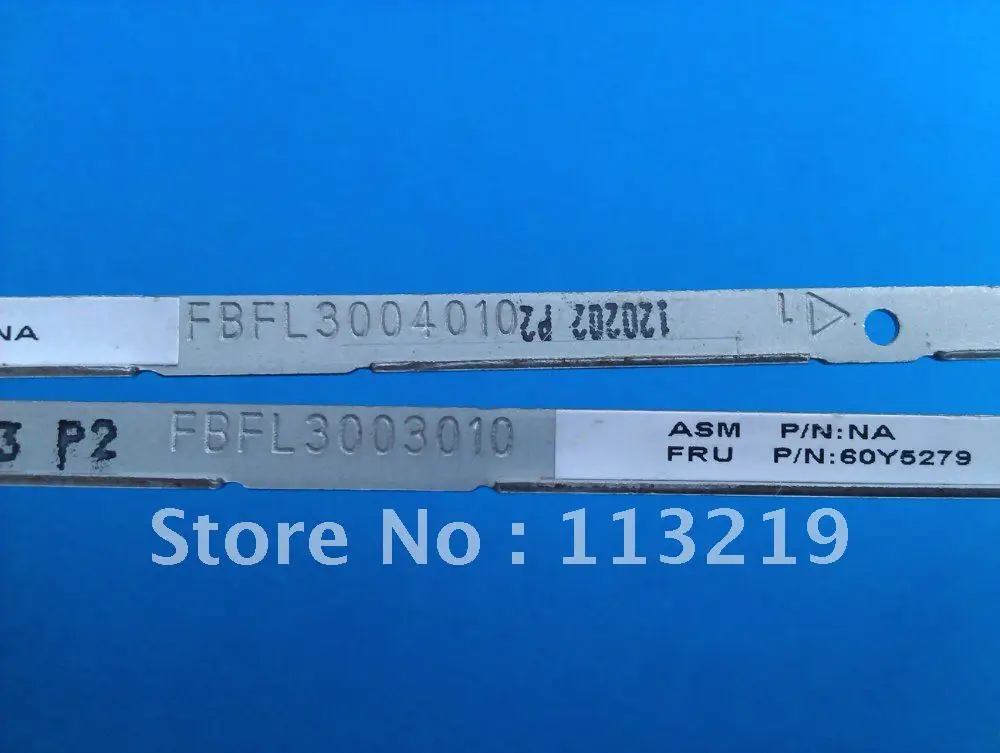 NA
FBFL3004010 120202 P2
1
3 P2 FBFL3003010
ASM P/N:NA
FRU P/N:60Y5279
Store No : 113219